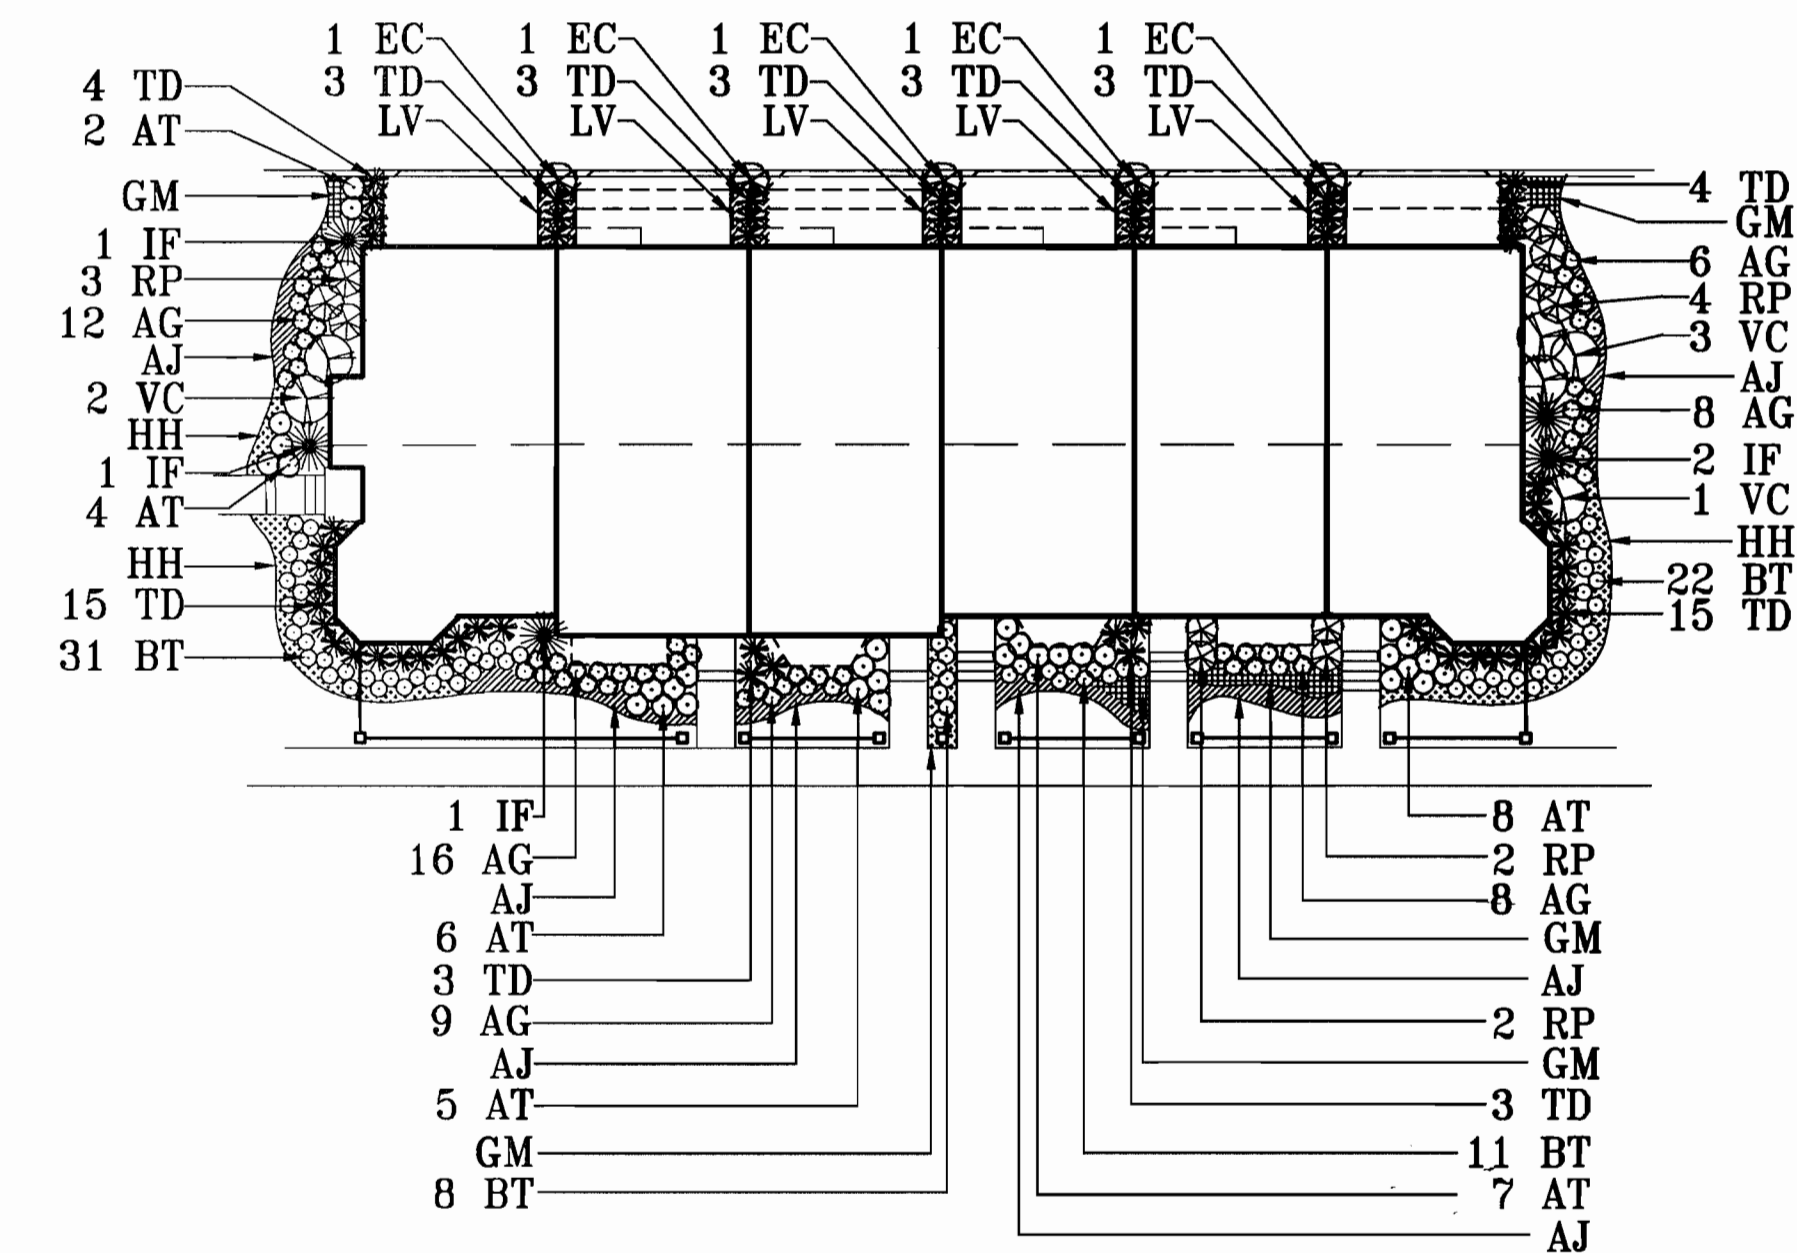 1 EC 1 EC 1 EC 1 EC 1 EC
3 TD 3 TD 3 TD 3 TD 3 TD
LV LV LV LV LV
4 TD
2 AT
GM
1 IF
3 RP
12 AG
AJ
2 VC
HH
1 IF
4 AT
HH
15 TD
31 BT
4 TD
GM
6 AG
4 RP
3 VC
AJ
8 AG
2 IF
1 VC
HH
22 BT
15 TD
1 IF
16 AG
AJ
6 AT
3 TD
9 AG
AJ
5 AT
GM
8 BT
8 AT
2 RP
8 AG
GM
AJ
2 RP
GM
3 TD
11 BT
7 AT
AJ